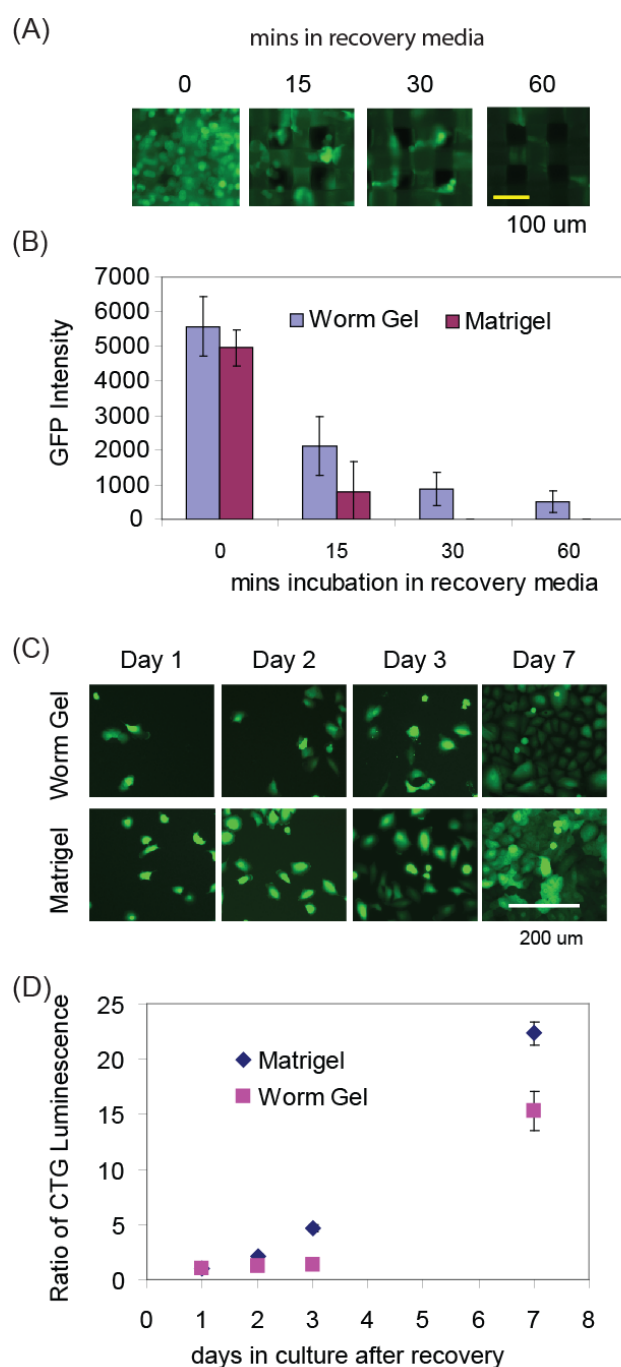 (A)
mins in recovery media
0 15 30 60
100 um
(B)
7000
6000
5000
4000
3000
2000
1000
0
GFP Intensity
Worm Gel Matrigel
0 15 30 60
mins incubation in recovery media
(C)
Day 1 Day 2 Day 3 Day 7
Worm Gel
Matrigel
200 um
(D)
25
20
15
10
5
0
Ratio of CTG Luminescence
Matrigel
Worm Gel
0 1 2 3 4 5 6 7 8
days in culture after recovery